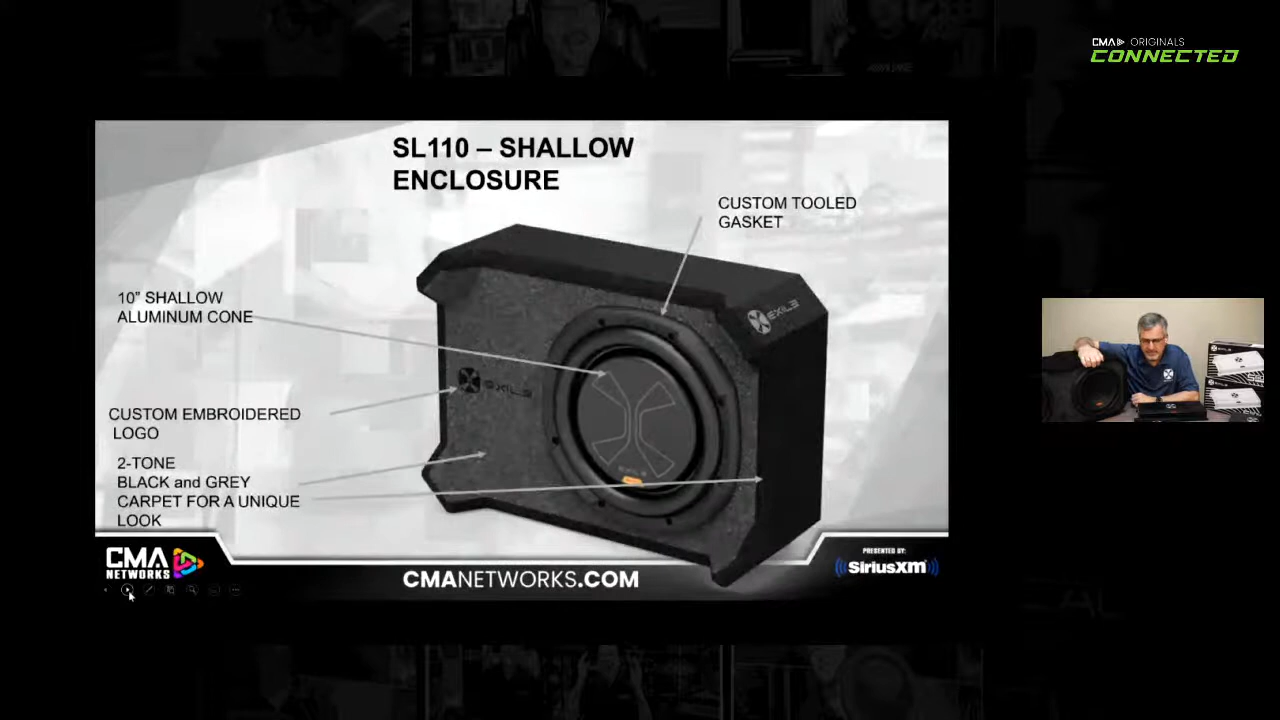 CMA ORIGINALS
CONNECTED
SL110 – SHALLOW
ENCLOSURE
CUSTOM TOOLED
GASKET
10” SHALLOW
ALUMINUM CONE
EXILE
EXILE
CUSTOM EMBROIDERED
LOGO
2-TONE
BLACK and GREY
CARPET FOR A UNIQUE
LOOK
EXILE
CMA
NETWORKS
CMANETWORKS.COM
PRESENTED BY:
SiriusXM